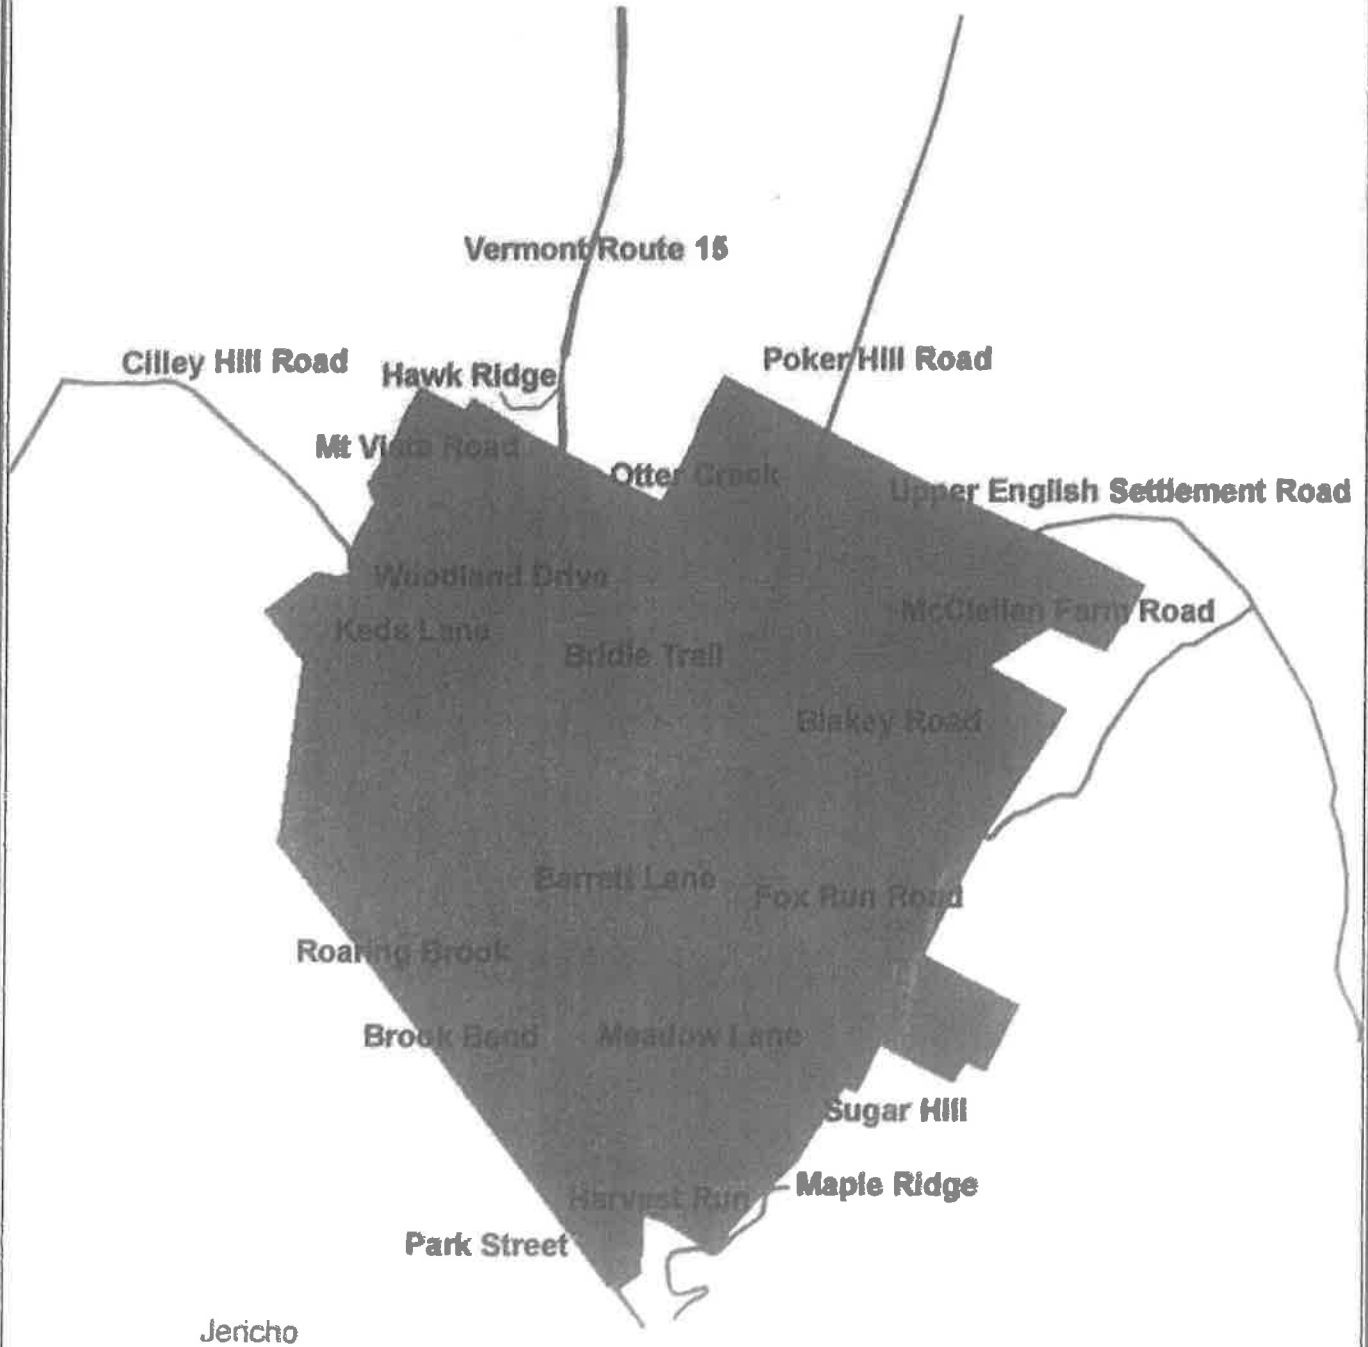 Vermont Route 15
Poker Hill Road
Cilley Hill Road
Hawk Ridge
Mt Vista Road
Otter Creek
Upper English Settlement Road
Woodland Drive
McClellan Farm Road
Keds Lane
Bridle Trail
Blakey Road
Barrett Lane
Fox Run Road
Roaring Brook
Brook Bend
Meadow Lane
Sugar Hill
Maple Ridge
Harvest Run
Park Street
Jericho